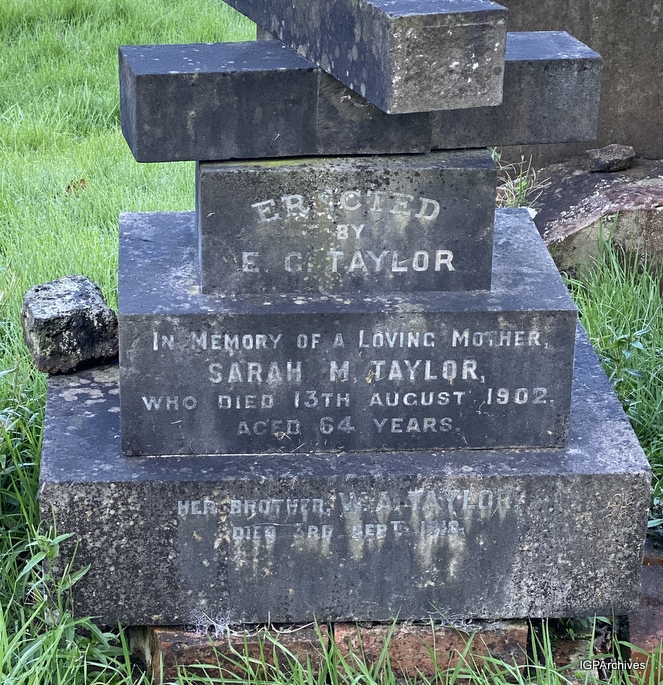 ERECTED
BY
E. G. TAYLOR
IN MEMORY OF A LOVING MOTHER,
SARAH M. TAYLOR,
WHO DIED 13TH AUGUST 1902.
AGED 64 YEARS.
HER BROTHER, W. A. TAYLOR,
DIED 3RD SEPT
IGPArchives